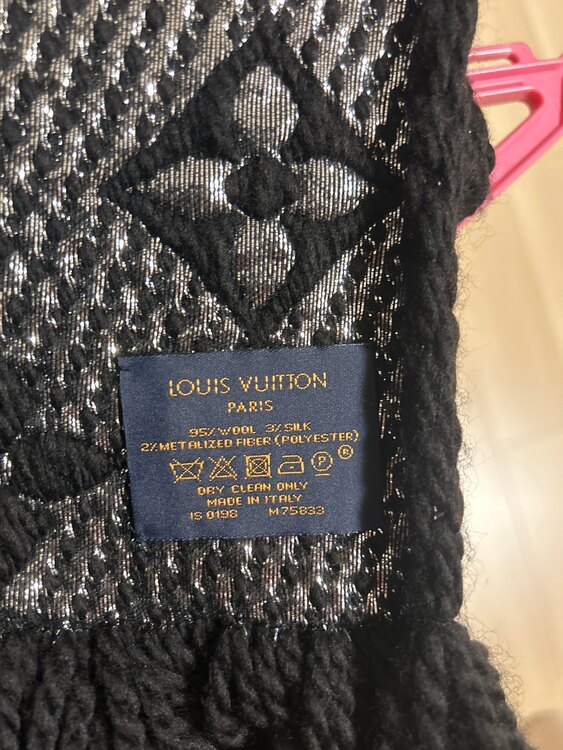 LOUIS VUITTON
PARIS
95% WOOL 3% SILK
2% METALIZED FIBER (POLYESTER)
P ®
DRY CLEAN ONLY
MADE IN ITALY
IS 0198 M75833